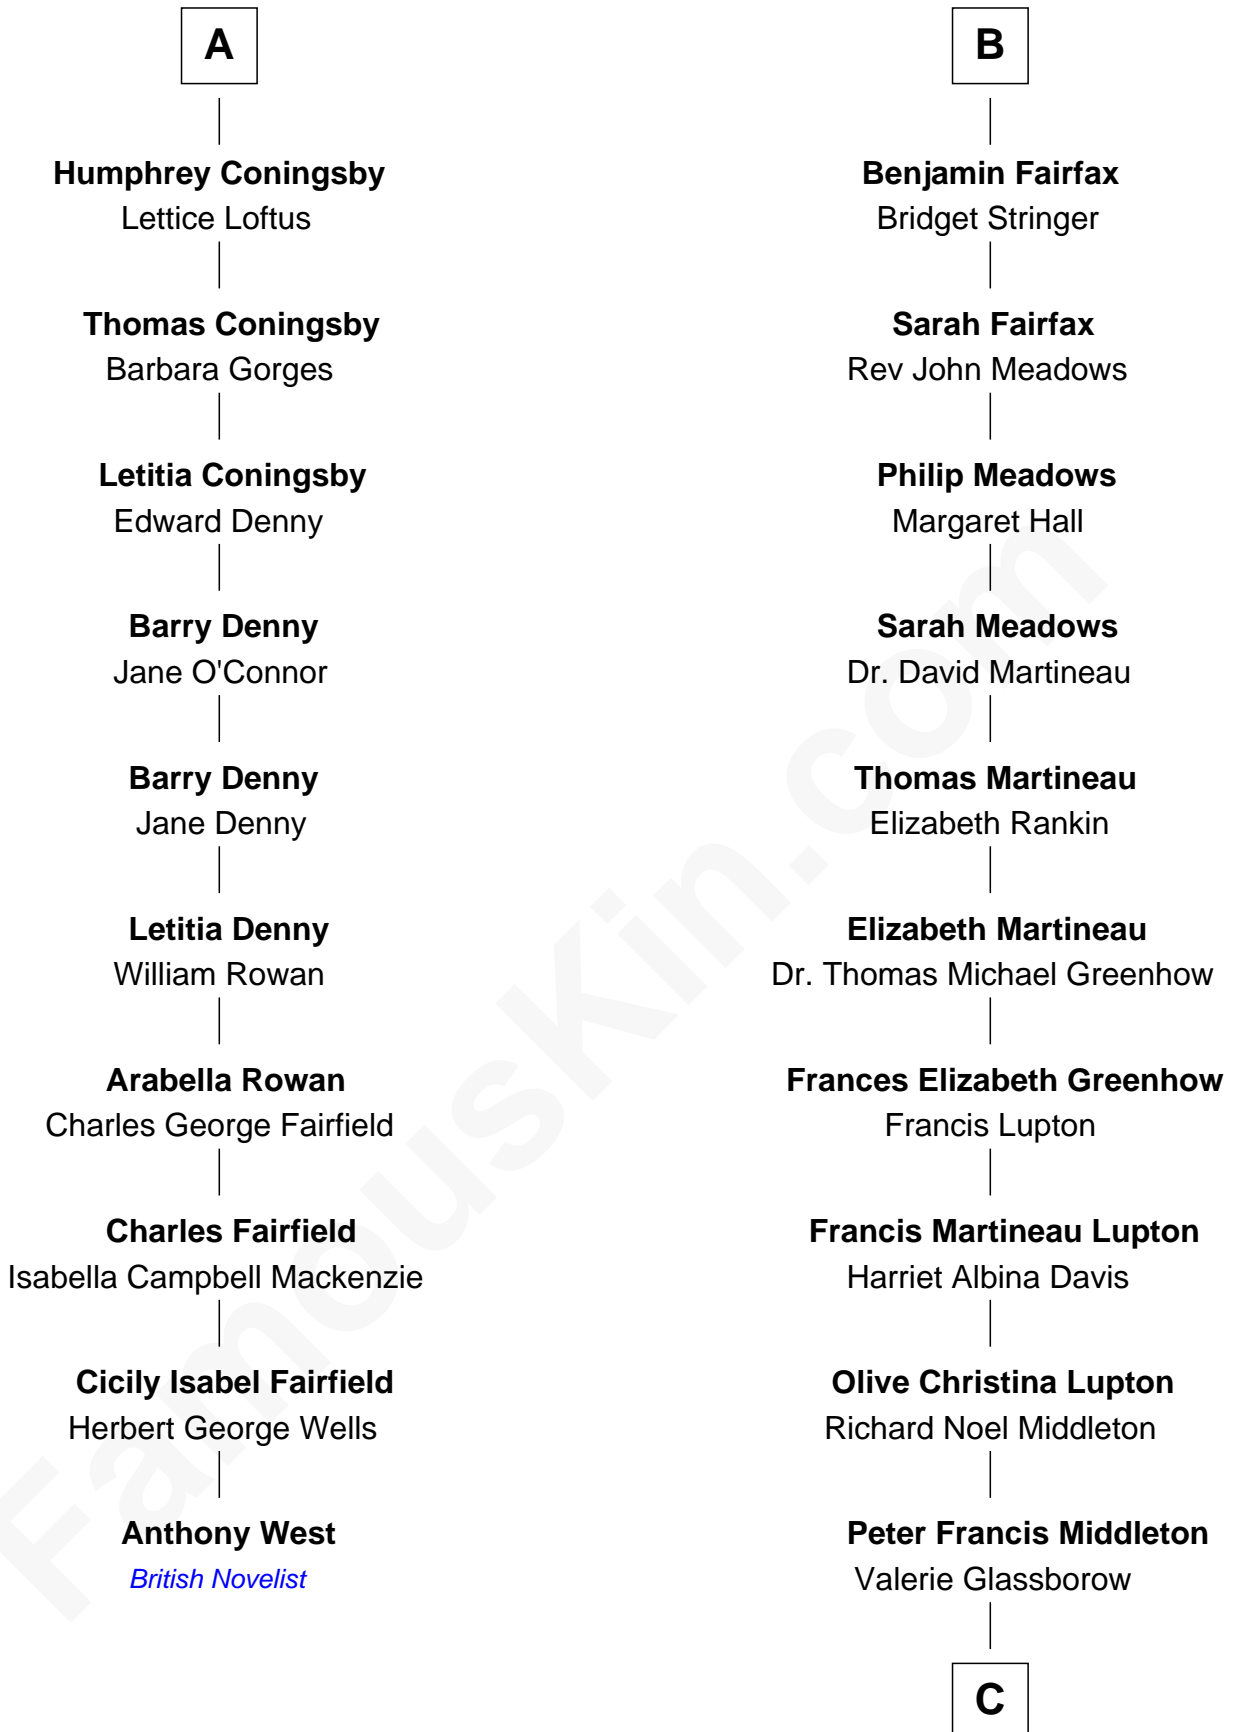 A
Humphrey Coningsby
Lettice Loftus
Thomas Coningsby
Barbara Gorges
Letitia Coningsby
Edward Denny
Barry Denny
Jane O'Connor
Barry Denny
Jane Denny
Letitia Denny
William Rowan
Arabella Rowan
Charles George Fairfield
Charles Fairfield
Isabella Campbell Mackenzie
Cicily Isabel Fairfield
Herbert George Wells
Anthony West
British Novelist
B
Benjamin Fairfax
Bridget Stringer
Sarah Fairfax
Rev John Meadows
Philip Meadows
Margaret Hall
Sarah Meadows
Dr. David Martineau
Thomas Martineau
Elizabeth Rankin
Elizabeth Martineau
Dr. Thomas Michael Greenhow
Frances Elizabeth Greenhow
Francis Lupton
Francis Martineau Lupton
Harriet Albina Davis
Olive Christina Lupton
Richard Noel Middleton
Peter Francis Middleton
Valerie Glassborow
C
FamousKin.com